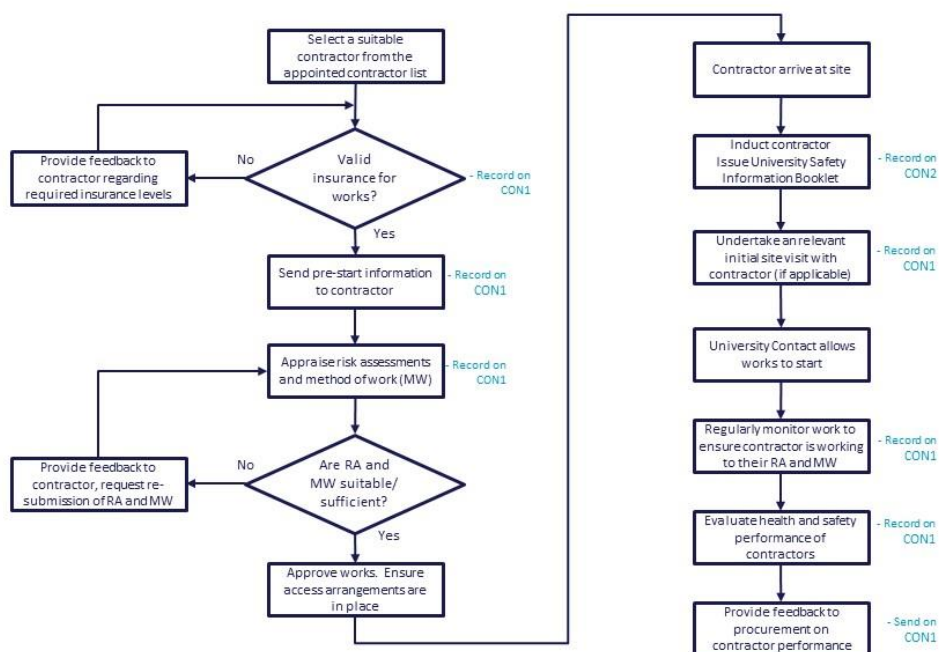 Select a suitable
contractor from the
appointed contractor list
Provide feedback to
contractor regarding
required insurance levels
No
Valid
insurance for
works?
- Record on
CON1
Yes
Send pre-start information
to contractor
- Record on
CON1
Appraise risk assessments
and method of work (MW)
- Record on
CON1
Provide feedback to
contractor, request re-
submission of RA and MW
No
Are RA and
MW suitable/
sufficient?
Yes
Approve works. Ensure
access arrangements are
in place
Contractor arrive at site
Induct contractor
Issue University Safety
Information Booklet
- Record on
CON2
Undertake an relevant
initial site visit with
contractor (if applicable)
- Record on
CON1
University Contact allows
works to start
Regularly monitor work to
ensure contractor is working
to their RA and MW
- Record on
CON1
Evaluate health and safety
performance of
contractors
- Record on
CON1
Provide feedback to
procurement on
contractor performance
- Send on
CON1